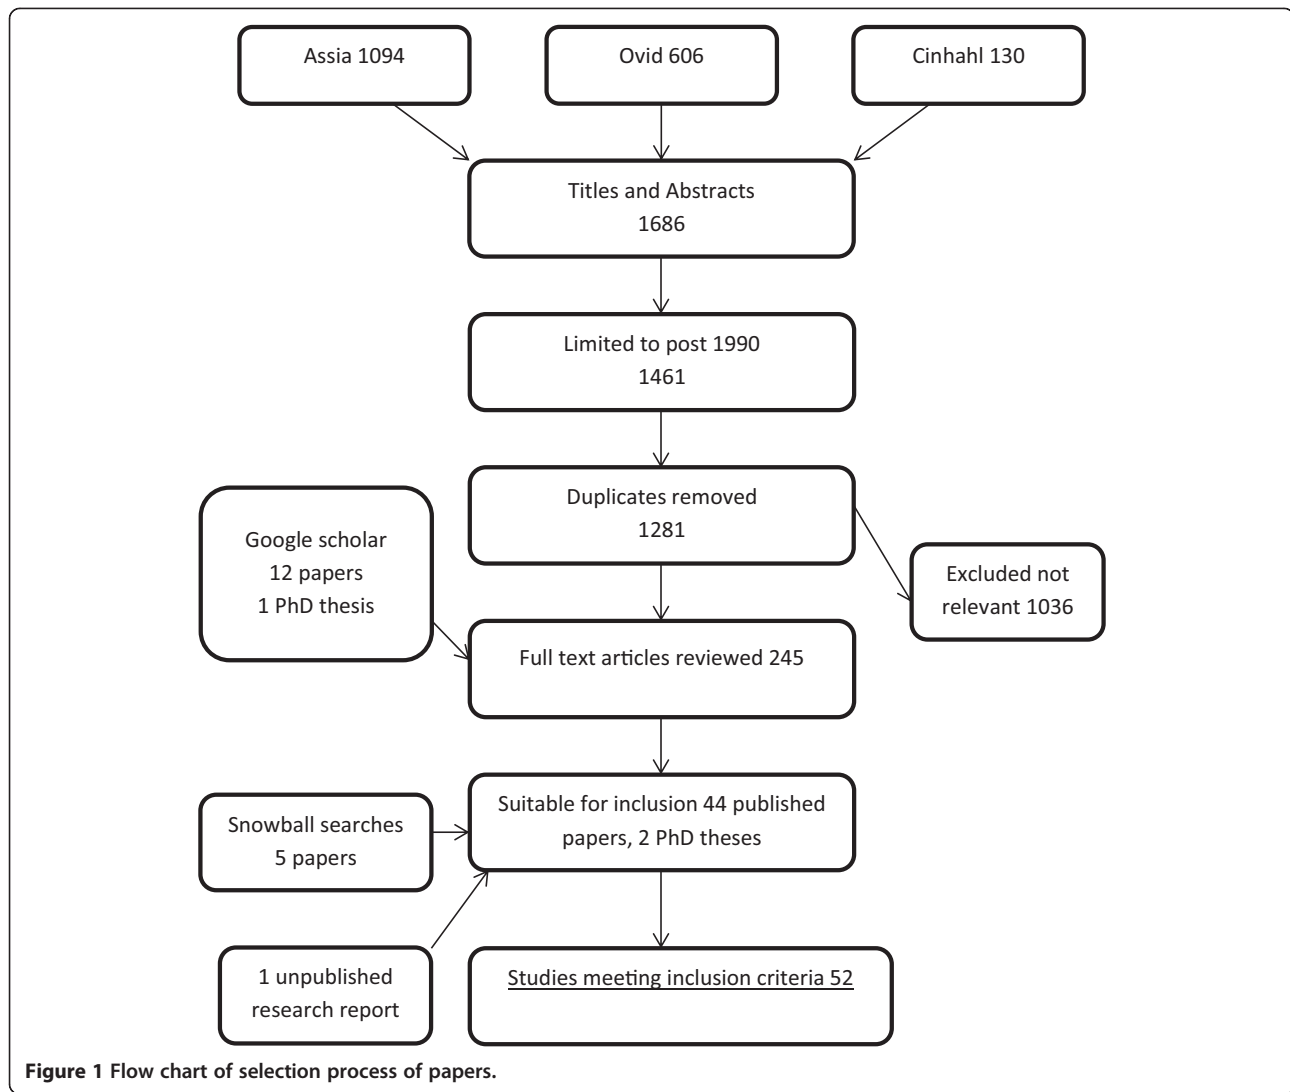 Assia 1094
Ovid 606
Cinhahl 130
Titles and Abstracts
1686
Limited to post 1990
1461
Duplicates removed
1281
Google scholar
12 papers
1 PhD thesis
Excluded not
relevant 1036
Full text articles reviewed 245
Snowball searches
5 papers
Suitable for inclusion 44 published
papers, 2 PhD theses
1 unpublished
research report
Studies meeting inclusion criteria 52
Figure 1 Flow chart of selection process of papers.